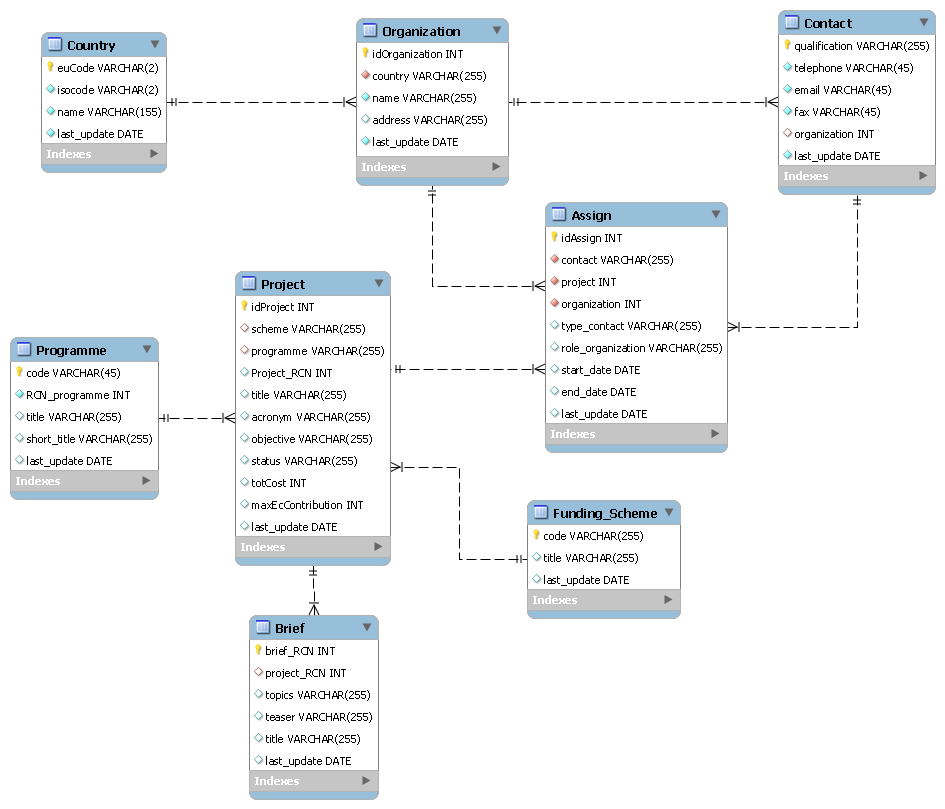 Country
euCode VARCHAR(2)
isocode VARCHAR(2)
name VARCHAR(155)
last_update DATE
Indexes
Organization
idOrganization INT
country VARCHAR(255)
name VARCHAR(255)
address VARCHAR(255)
last_update DATE
Indexes
Contact
qualification VARCHAR(255)
telephone VARCHAR(45)
email VARCHAR(45)
fax VARCHAR(45)
organization INT
last_update DATE
Indexes
Assign
idAssign INT
contact VARCHAR(255)
project INT
organization INT
type_contact VARCHAR(255)
role_organization VARCHAR(255)
start_date DATE
end_date DATE
last_update DATE
Indexes
Project
idProject INT
scheme VARCHAR(255)
programme VARCHAR(255)
Project_RCN INT
title VARCHAR(255)
acronym VARCHAR(255)
objective VARCHAR(255)
status VARCHAR(255)
totCost INT
maxEcContribution INT
last_update DATE
Indexes
Programme
code VARCHAR(45)
RCN_programme INT
title VARCHAR(255)
short_title VARCHAR(255)
last_update DATE
Indexes
Funding_Scheme
code VARCHAR(255)
title VARCHAR(255)
last_update DATE
Indexes
Brief
brief_RCN INT
project_RCN INT
topics VARCHAR(255)
teaser VARCHAR(255)
title VARCHAR(255)
last_update DATE
Indexes